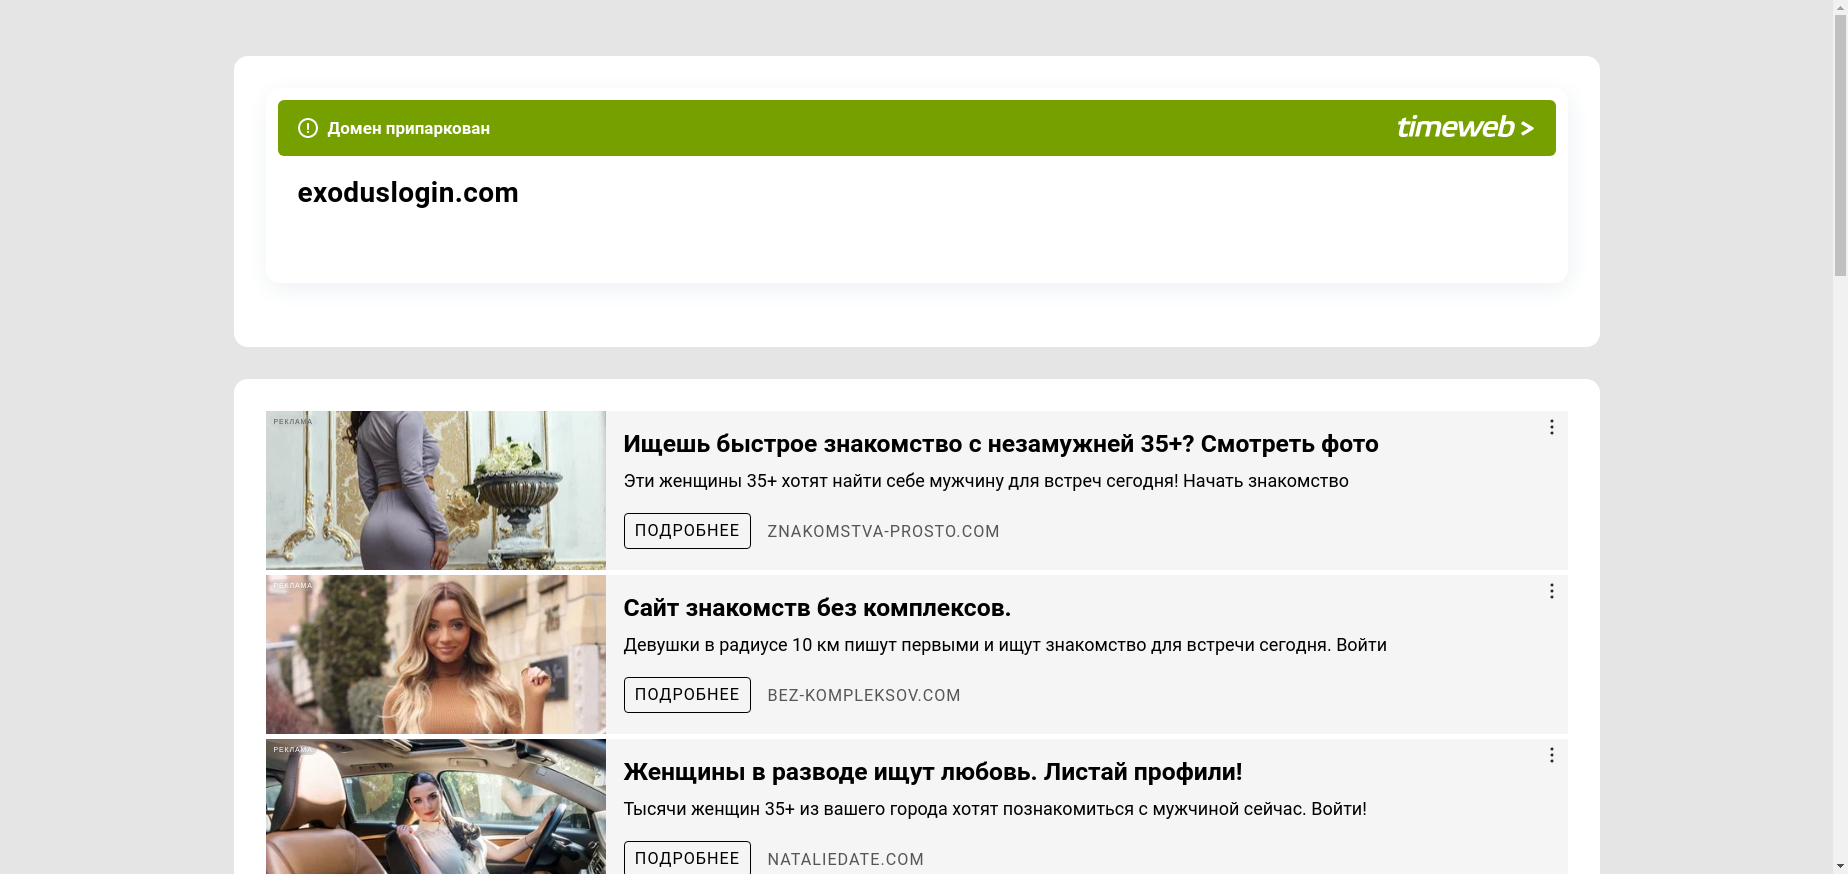 Домен припаркован
timeweb >
exoduslogin.com
РЕКЛАМА
Ищешь быстрое знакомство с незамужней 35+? Смотреть фото
Эти женщины 35+ хотят найти себе мужчину для встреч сегодня! Начать знакомство
ПОДРОБНЕЕ ZNAKOMSTVA-PROSTO.COM
РЕКЛАМА
Сайт знакомств без комплексов.
Девушки в радиусе 10 км пишут первыми и ищут знакомство для встречи сегодня. Войти
ПОДРОБНЕЕ BEZ-KOMPLEKSOV.COM
РЕКЛАМА
Женщины в разводе ищут любовь. Листай профили!
Тысячи женщин 35+ из вашего города хотят познакомиться с мужчиной сейчас. Войти!
ПОДРОБНЕЕ NATALIEDATE.COM